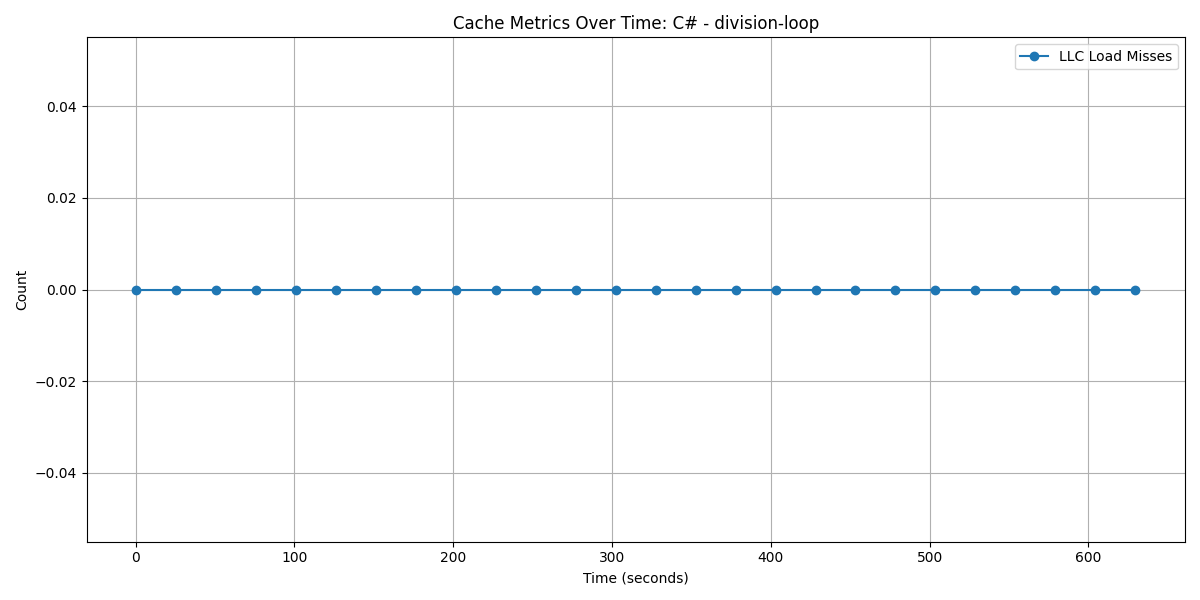 Cache Metrics Over Time: C# - division-loop
LLC Load Misses
Count
0.04
0.02
0.00
−0.02
−0.04
0 100 200 300 400 500 600
Time (seconds)